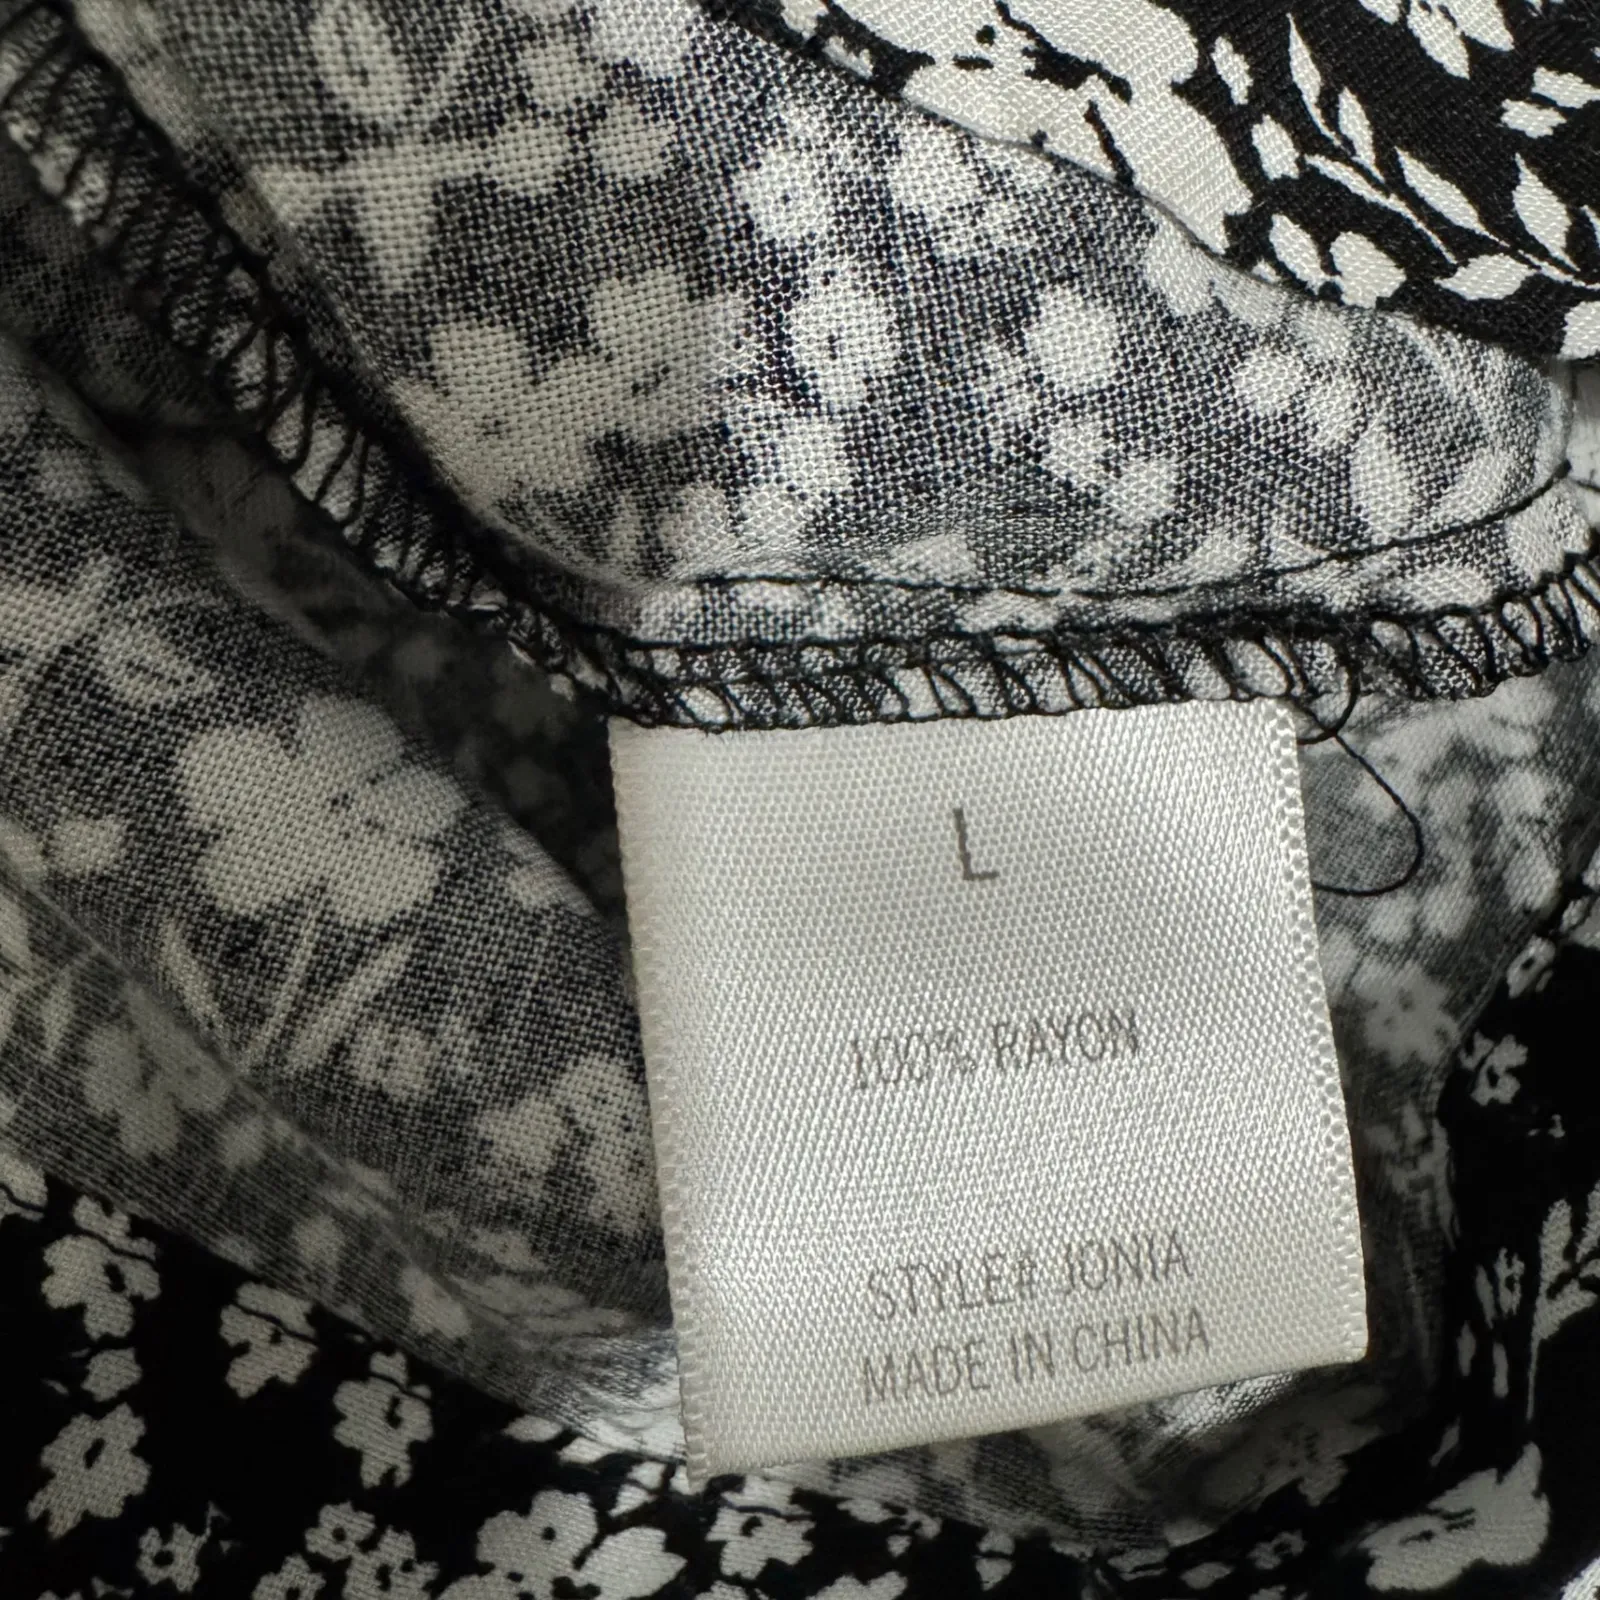 L
100% RAYON
STYLE# JONIA
MADE IN CHINA